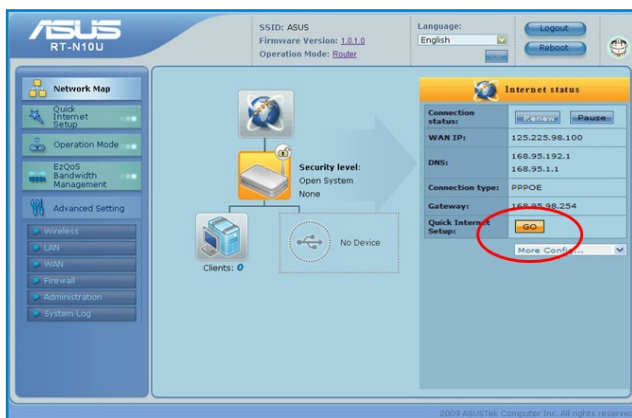 ASUS
RT-N10U
SSID: ASUS
Firmware Version: 1.0.1.0
Operation Mode: Router
Language:
English
Logout
Reboot
Network Map
Quick
Internet
Setup
Operation Mode
EzQoS
Bandwidth
Management
Advanced Setting
Wireless
LAN
WAN
Firewall
Administration
System Log
Security level:
Open System
None
Clients: 0
No Device
Internet status
Connection
status:
Renew
Pause
WAN IP:
125.225.98.100
DNS:
168.95.192.1
168.95.1.1
Connection type:
PPPOE
Gateway:
168.95.98.254
Quick Internet
Setup:
GO
More Config...
2009 ASUSTek Computer Inc. All rights reserved